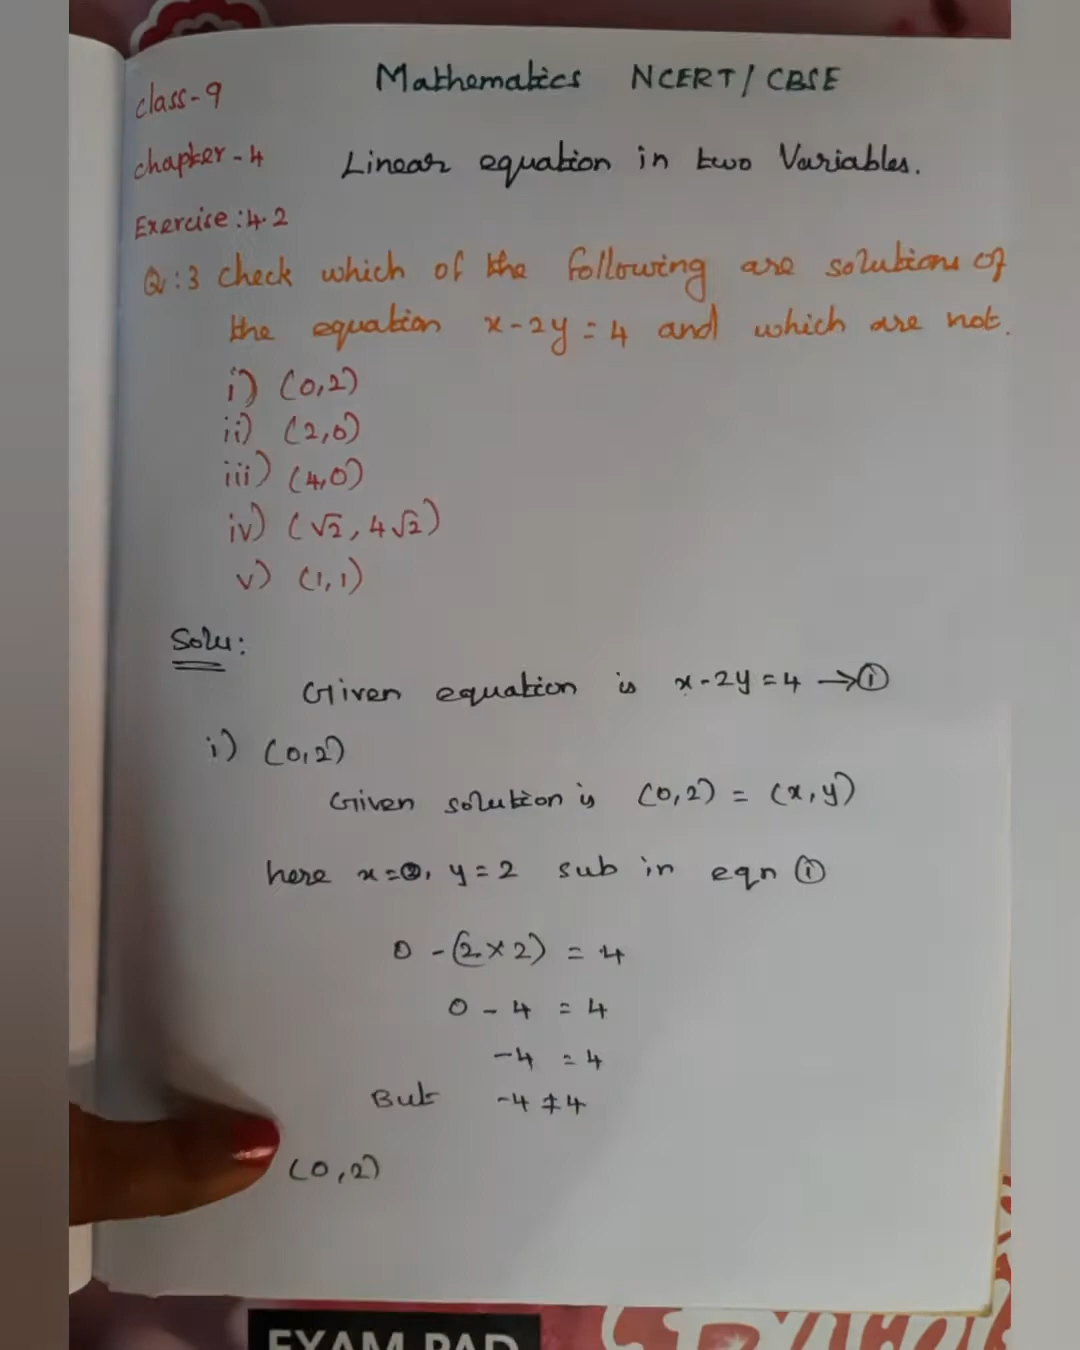 Mathematics NCERT/CBSE
class-9
chapter-4 Linear equation in two Variables.
Exercise:4.2
Q:3 check which of the following are solutions of
the equation x-2y=4 and which are not.
i) (0,2)
ii) (2,0)
iii) (4,0)
iv) (√2, 4√2)
v) (1,1)
Solu:
Given equation is x-2y=4 →①
i) (0,2)
Given solution is (0,2) = (x,y)
here x=0, y=2 sub in eqn ①
0 -(2×2) = 4
0 - 4 = 4
-4 = 4
But -4 ≠ 4
(0,2)
EXAM PAD